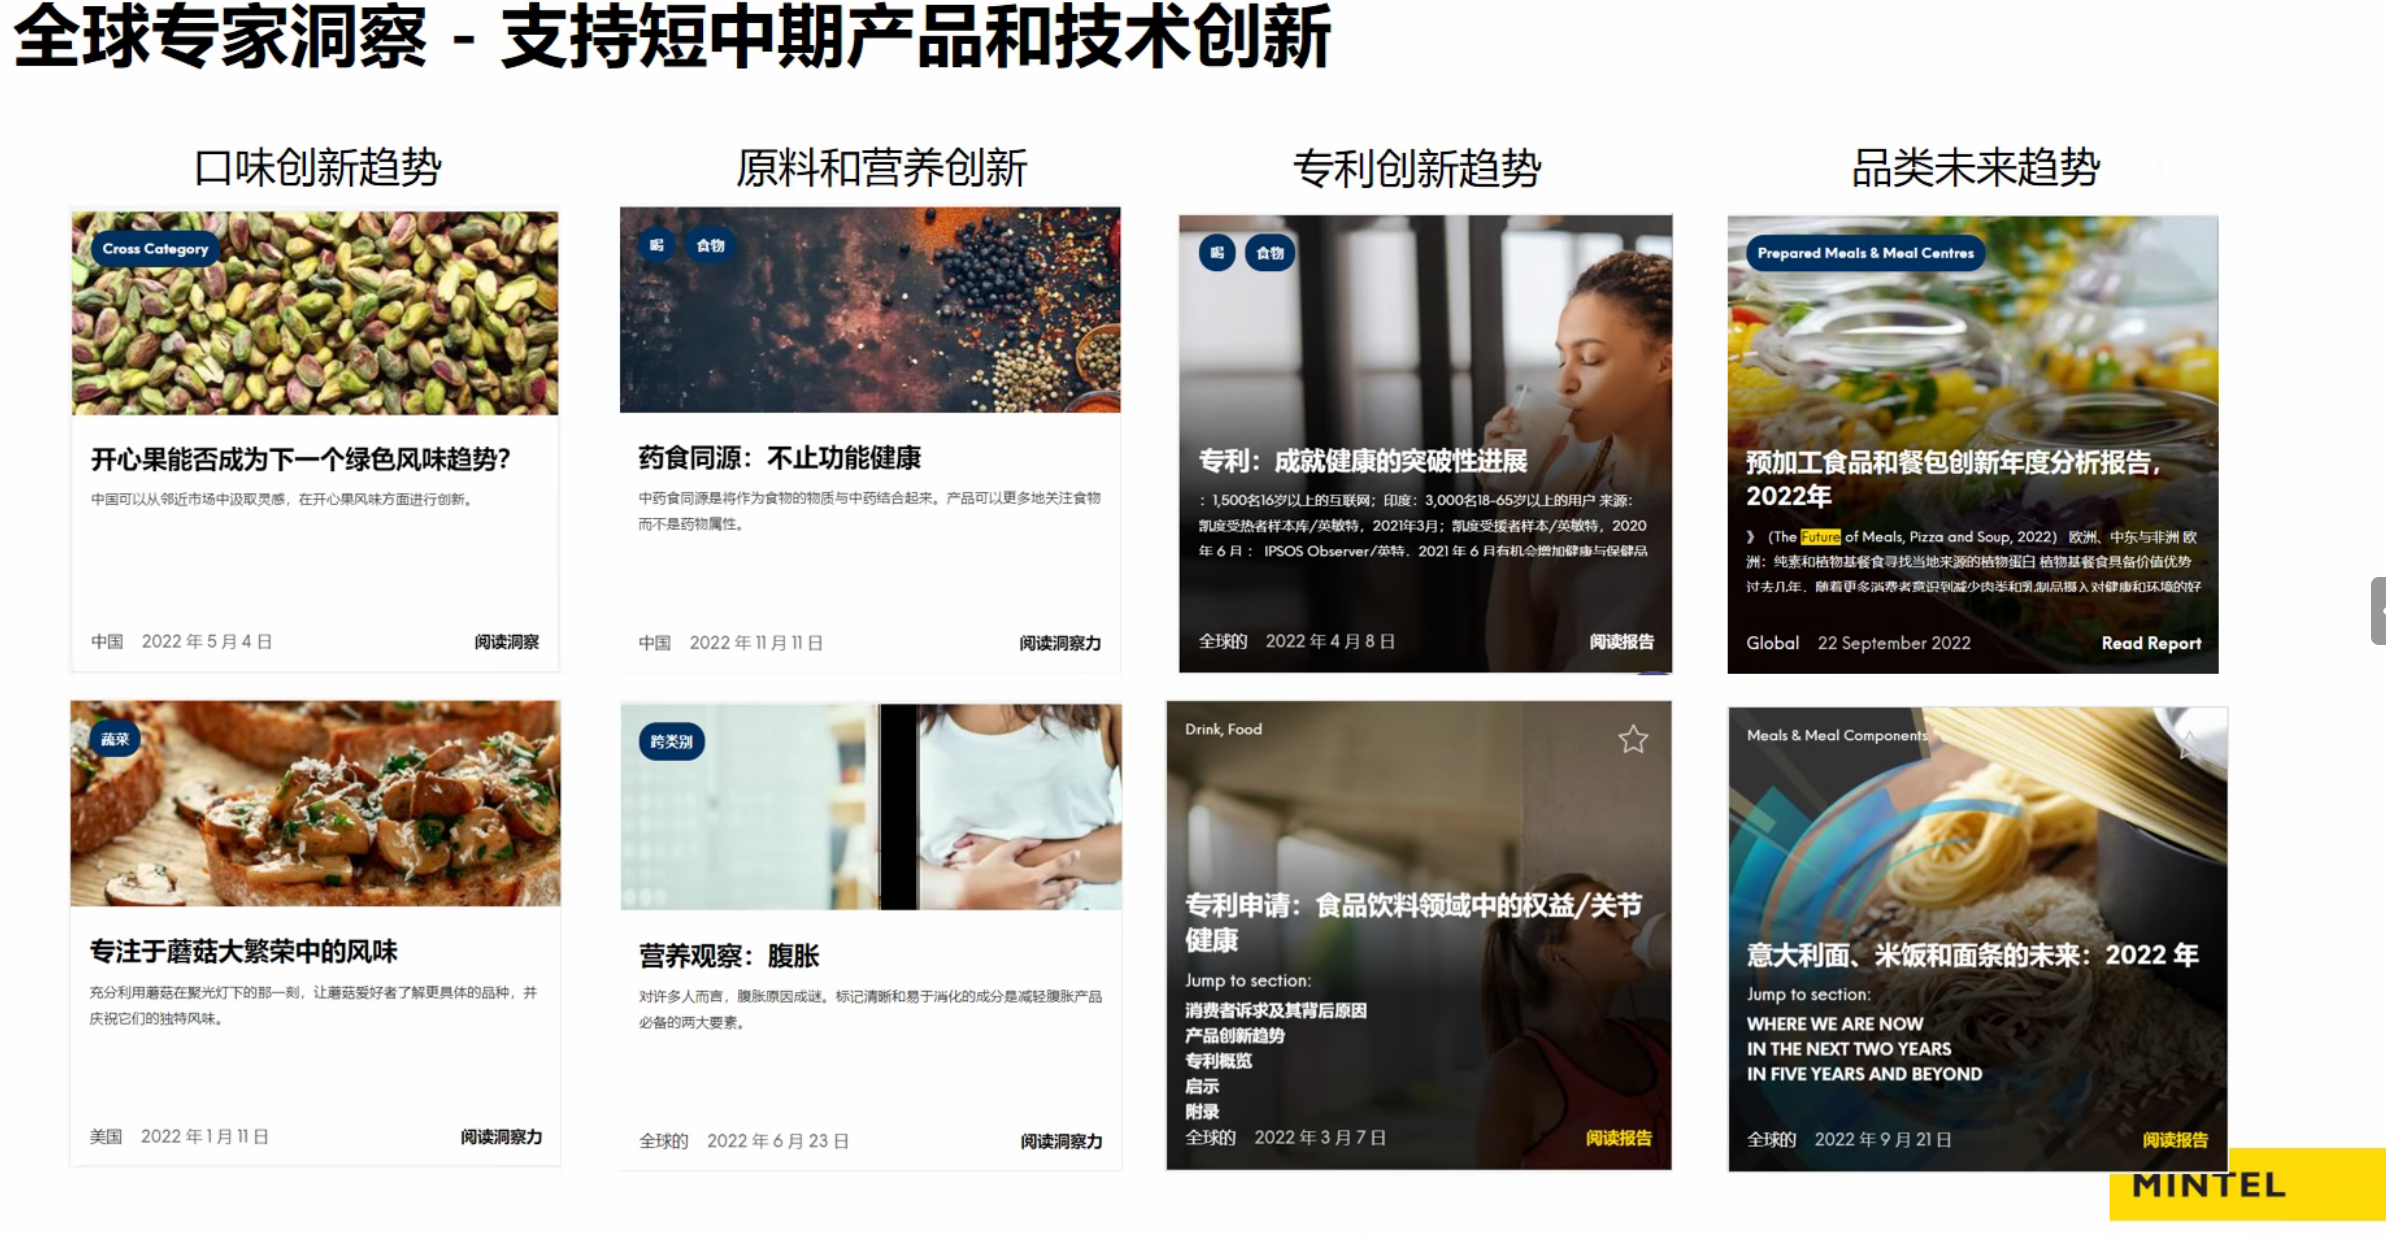 全球专家洞察 - 支持短中期产品和技术创新
口味创新趋势
Cross Category
开心果能否成为下一个绿色风味趋势?
中国可以从邻近市场中汲取灵感，在开心果风味方面进行创新。
中国 2022 年 5 月 4 日 阅读洞察
蔬菜
专注于蘑菇大繁荣中的风味
充分利用蘑菇在聚光灯下的那一刻，让蘑菇爱好者了解更具体的品种，并
庆祝它们的独特风味。
美国 2022 年 1 月 11 日 阅读洞察力
原料和营养创新
喝 食物
药食同源：不止功能健康
中药食同源是将作为食物的物质与中药结合起来。产品可以更多地关注食物
而不是药物属性。
中国 2022 年 11 月 11 日 阅读洞察力
跨类别
营养观察：腹胀
对许多人而言，腹胀原因成谜。标记清晰和易于消化的成分是减轻腹胀产品
必备的两大要素。
全球的 2022 年 6 月 23 日 阅读洞察力
专利创新趋势
喝 食物
专利：成就健康的突破性进展
：1,500名16岁以上的互联网；印度：3,000名18-65岁以上的用户 来源：
凯度受热者样本库/英敏特，2021年3月；凯度受援者样本/英敏特，2020
年 6 月； IPSOS Observer/英特，2021 年 6 月有机会增加健康与保健品
全球的 2022 年 4 月 8 日 阅读报告
Drink, Food
专利申请：食品饮料领域中的权益/关节
健康
Jump to section:
消费者诉求及其背后原因
产品创新趋势
专利概览
启示
附录
全球的 2022 年 3 月 7 日 阅读报告
品类未来趋势
Prepared Meals & Meal Centres
预加工食品和餐包创新年度分析报告，
2022年
》 (The Future of Meals, Pizza and Soup, 2022) 欧洲、中东与非洲 欧
洲：纯素和植物基餐食寻找当地来源的植物蛋白 植物基餐食具备价值优势
过去几年，随着更多消费者意识到减少肉类和乳制品摄入对健康和环境的好
Global 22 September 2022 Read Report
Meals & Meal Components
意大利面、米饭和面条的未来：2022 年
Jump to section:
WHERE WE ARE NOW
IN THE NEXT TWO YEARS
IN FIVE YEARS AND BEYOND
全球的 2022 年 9 月 21 日 阅读报告
MINTEL